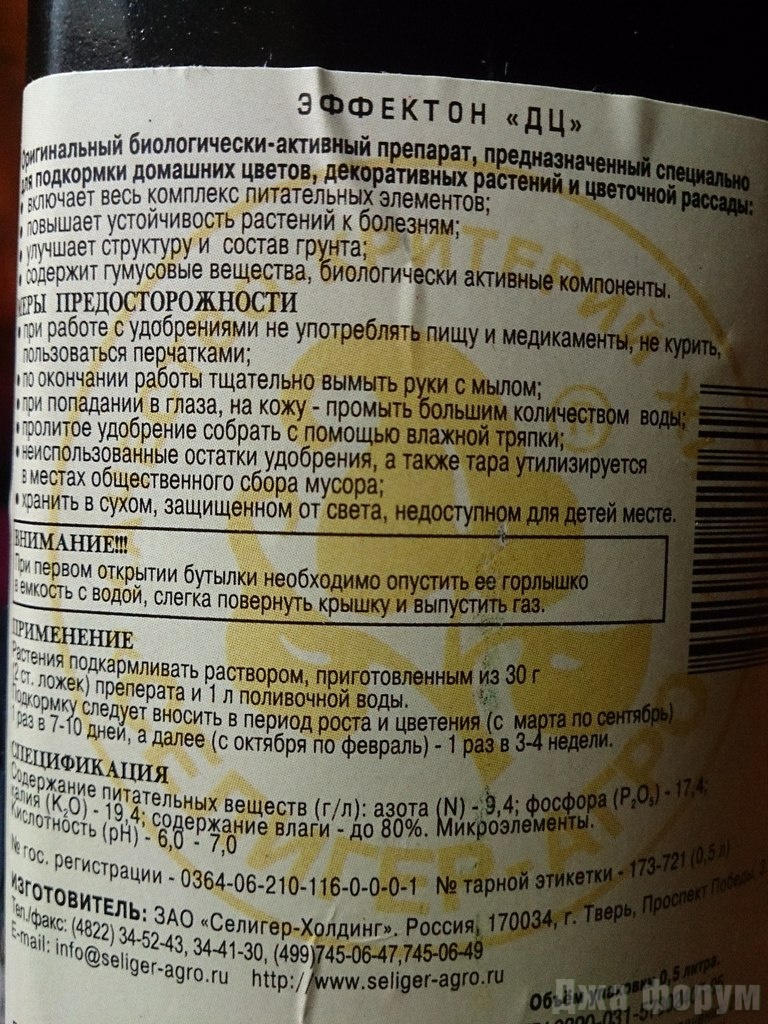 ЭФФЕКТОН «ДЦ»
Оригинальный биологически-активный препарат, предназначенный специально
для подкормки домашних цветов, декоративных растений и цветочной рассады:
• включает весь комплекс питательных элементов;
• повышает устойчивость растений к болезням;
• улучшает структуру и состав грунта;
• содержит гумусовые вещества, биологически активные компоненты.
МЕРЫ ПРЕДОСТОРОЖНОСТИ
• при работе с удобрениями не употреблять пищу и медикаменты, не курить,
пользоваться перчатками;
• по окончании работы тщательно вымыть руки с мылом;
• при попадании в глаза, на кожу - промыть большим количеством воды;
• пролитое удобрение собрать с помощью влажной тряпки;
• неиспользованные остатки удобрения, а также тара утилизируется
в местах общественного сбора мусора;
• хранить в сухом, защищенном от света, недоступном для детей месте.
ВНИМАНИЕ!!!
При первом открытии бутылки необходимо опустить ее горлышко
в емкость с водой, слегка повернуть крышку и выпустить газ.
ПРИМЕНЕНИЕ
Растения подкармливать раствором, приготовленным из 30 г
(2 ст. ложек) преперата и 1 л поливочной воды.
Подкормку следует вносить в период роста и цветения (с марта по сентябрь)
1 раз в 7-10 дней, а далее (с октября по февраль) - 1 раз в 3-4 недели.
СПЕЦИФИКАЦИЯ
Содержание питательных веществ (г/л): азота (N) - 9,4; фосфора (P₂O₅) - 17,4;
калия (K₂O) - 19,4; содержание влаги - до 80%. Микроэлементы.
Кислотность (pH) - 6,0 - 7,0
№ гос. регистрации - 0364-06-210-116-0-0-0-1 № тарной этикетки - 173-721 (0,5 л)
ИЗГОТОВИТЕЛЬ: ЗАО «Селигер-Холдинг». Россия, 170034, г. Тверь, Проспект Победы, 3
Тел./факс: (4822) 34-52-43, 34-41-30, (499)745-06-47,745-06-49
E-mail: info@seliger-agro.ru http://www.seliger-agro.ru
Объём упаковки 0,5 литра.
Джа форум